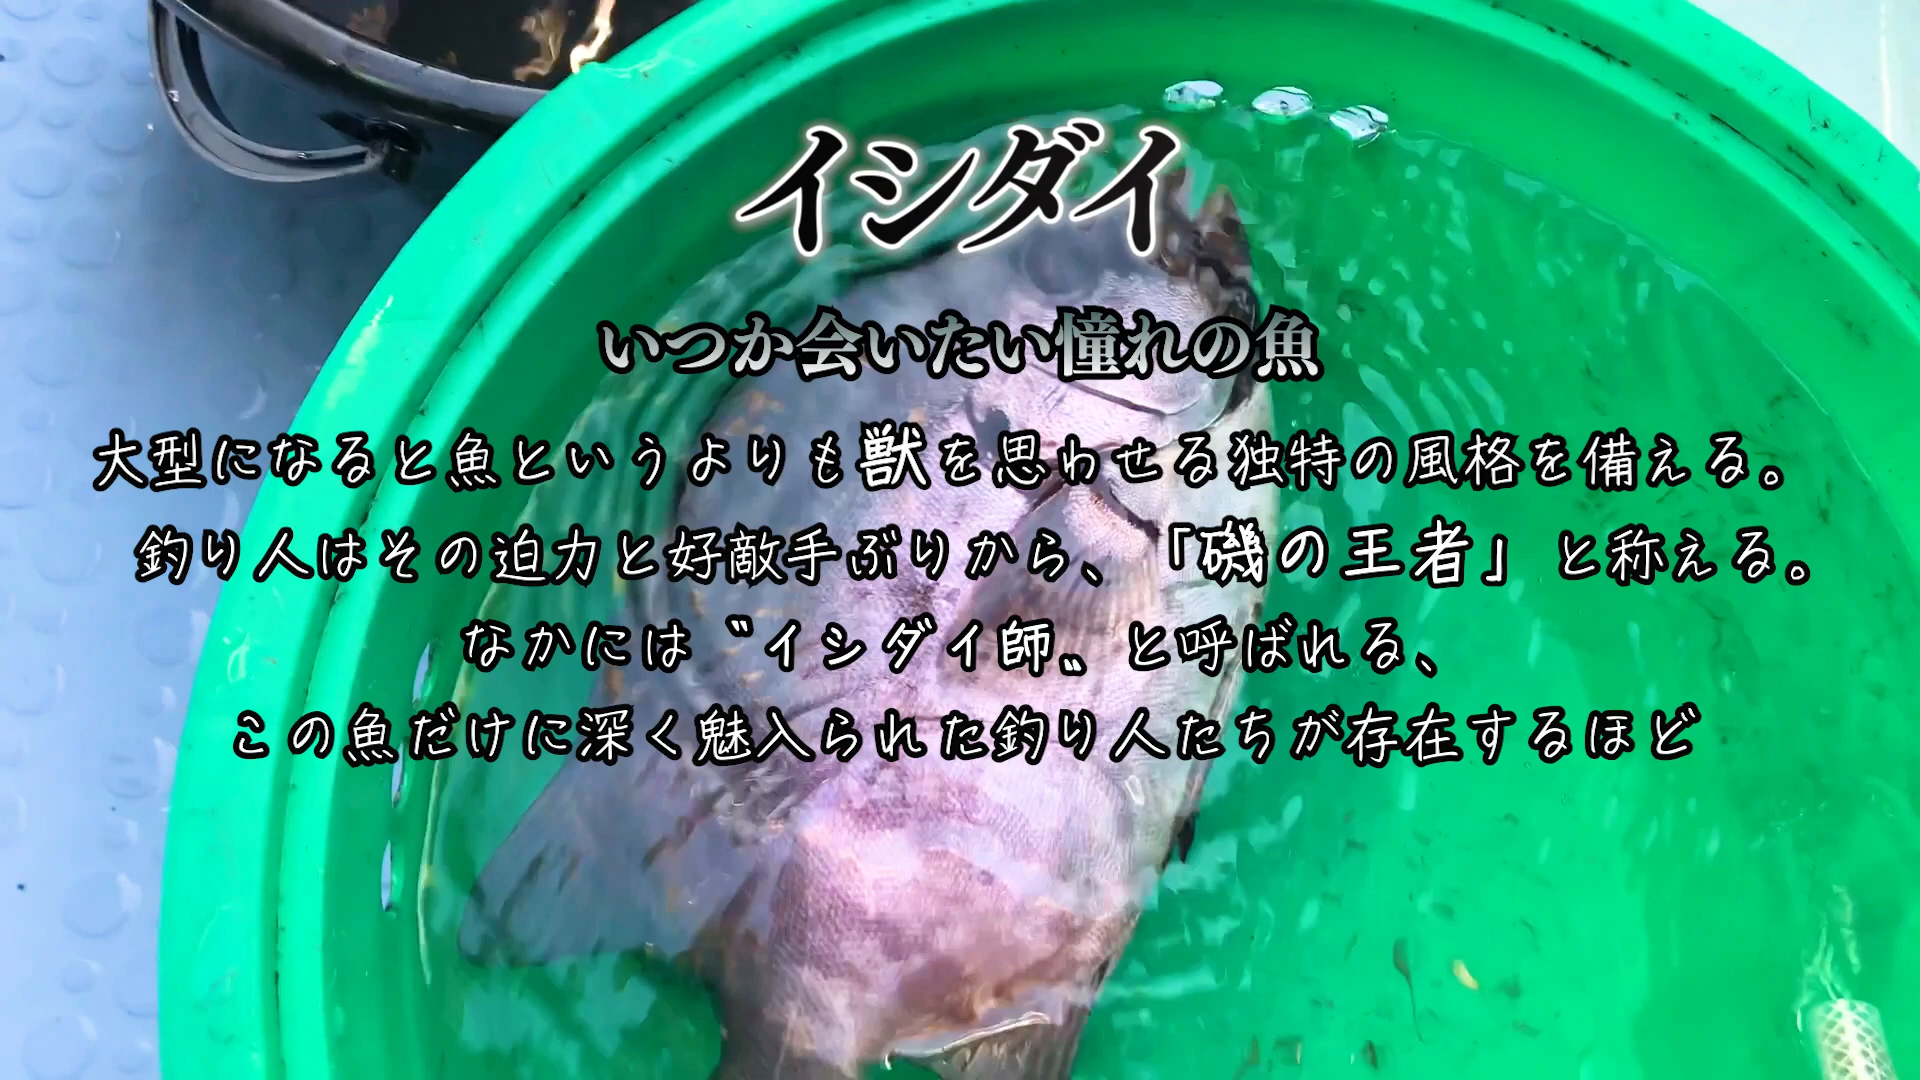 イシダイ
いつか会いたい憧れの魚
大型になると魚というよりも獣を思わせる独特の風格を備える。
釣り人はその迫力と好敵手ぶりから、「磯の王者」と称える。
なかには〝イシダイ師〟と呼ばれる、
この魚だけに深く魅入られた釣り人たちが存在するほど